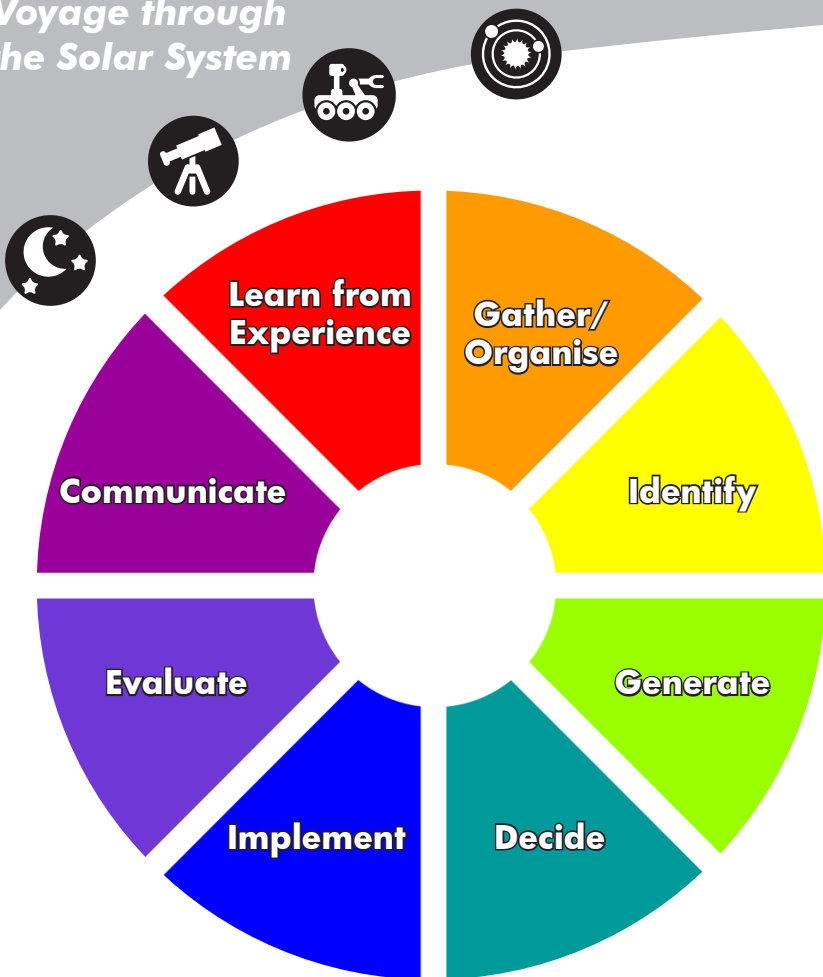 Voyage through
the Solar System
Learn from
Experience
Gather/
Organise
Identify
Generate
Decide
Implement
Evaluate
Communicate